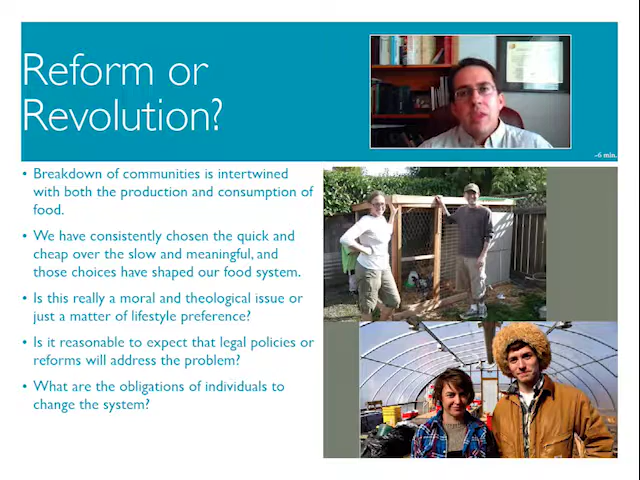 Reform or
Revolution?
~6 min.
• Breakdown of communities is intertwined
with both the production and consumption of
food.
• We have consistently chosen the quick and
cheap over the slow and meaningful, and
those choices have shaped our food system.
• Is this really a moral and theological issue or
just a matter of lifestyle preference?
• Is it reasonable to expect that legal policies or
reforms will address the problem?
• What are the obligations of individuals to
change the system?